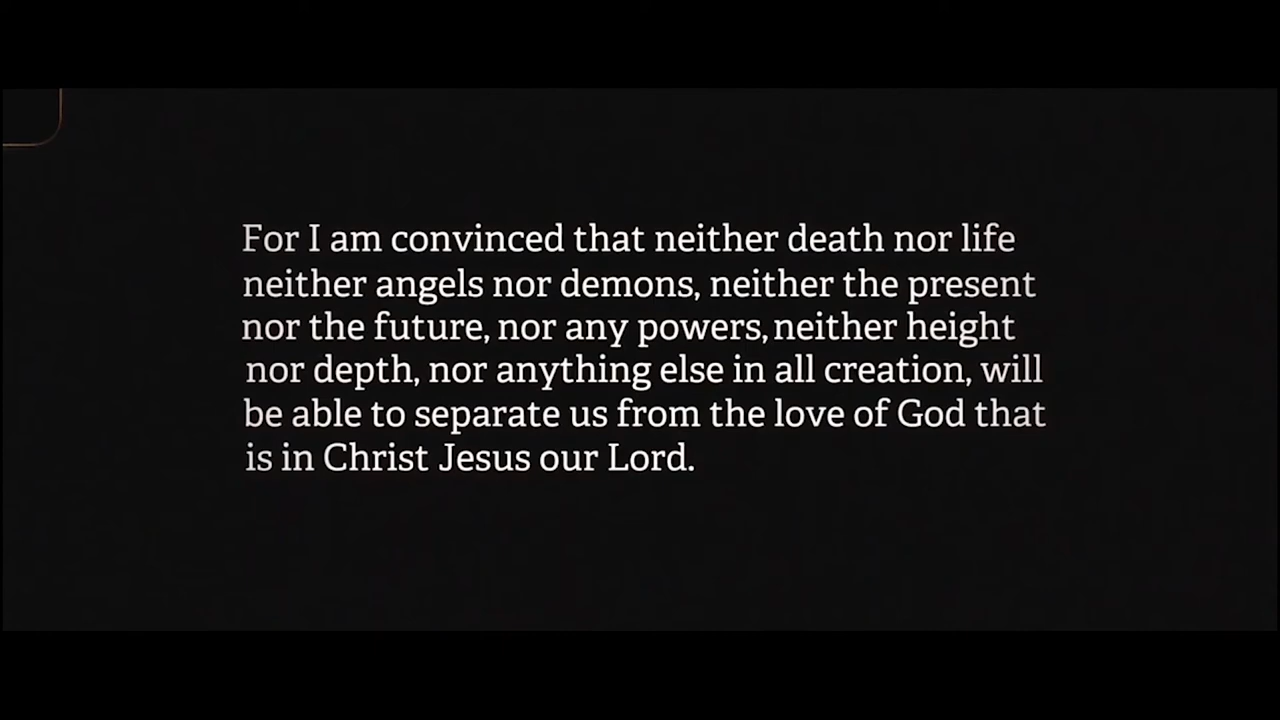 For I am convinced that neither death nor life
neither angels nor demons, neither the present
nor the future, nor any powers, neither height
nor depth, nor anything else in all creation, will
be able to separate us from the love of God that
is in Christ Jesus our Lord.